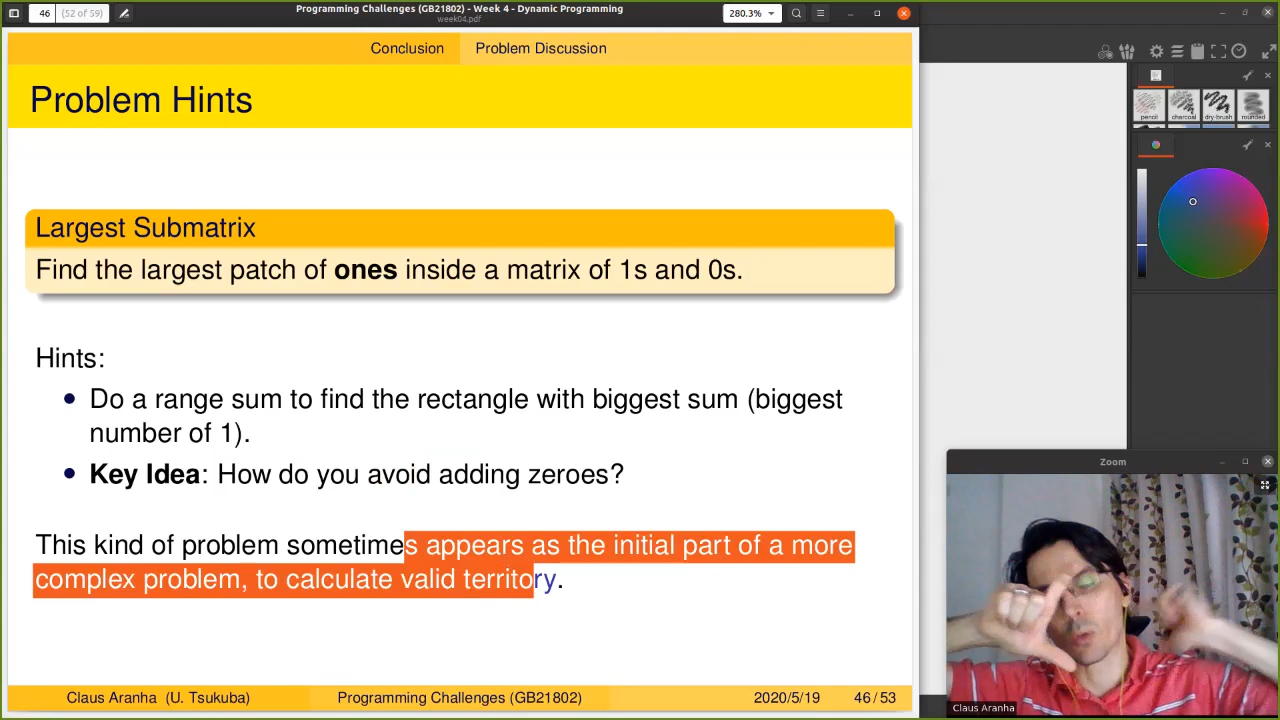 46 (52 of 59) Programming Challenges (GB21802) - Week 4 - Dynamic Programming 280.3%
week04.pdf
Conclusion Problem Discussion
Problem Hints
Largest Submatrix
Find the largest patch of ones inside a matrix of 1s and 0s.
Hints:
Do a range sum to find the rectangle with biggest sum (biggest
number of 1).
Key Idea: How do you avoid adding zeroes?
This kind of problem sometimes appears as the initial part of a more
complex problem, to calculate valid territory.
Claus Aranha (U. Tsukuba) Programming Challenges (GB21802) 2020/5/19 46 / 53
pencil charcoal dry-brush rounded
Zoom
Claus Aranha